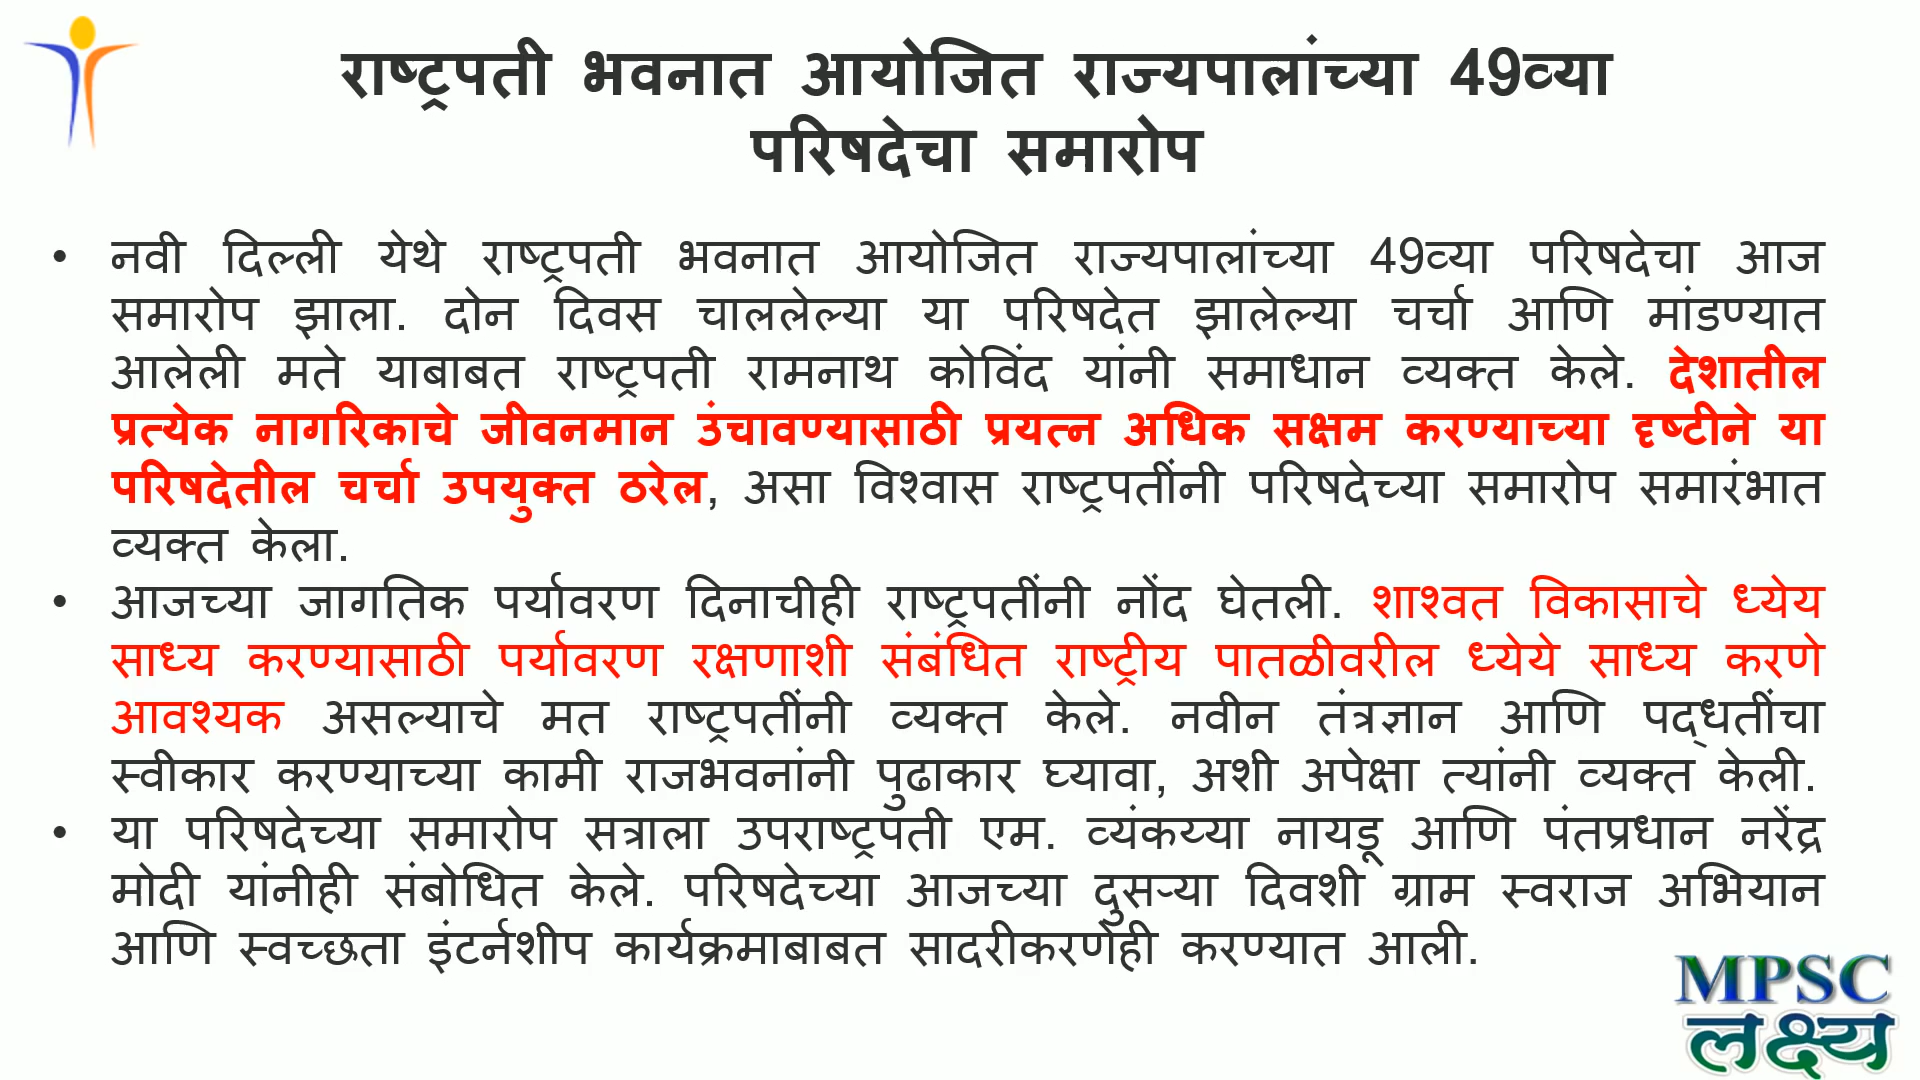 राष्ट्रपती भवनात आयोजित राज्यपालांच्या 49व्या
परिषदेचा समारोप
• नवी दिल्ली येथे राष्ट्रपती भवनात आयोजित राज्यपालांच्या 49व्या परिषदेचा आज
समारोप झाला. दोन दिवस चाललेल्या या परिषदेत झालेल्या चर्चा आणि मांडण्यात
आलेली मते याबाबत राष्ट्रपती रामनाथ कोविंद यांनी समाधान व्यक्त केले. देशातील
प्रत्येक नागरिकाचे जीवनमान उंचावण्यासाठी प्रयत्न अधिक सक्षम करण्याच्या दृष्टीने या
परिषदेतील चर्चा उपयुक्त ठरेल, असा विश्वास राष्ट्रपतींनी परिषदेच्या समारोप समारंभात
व्यक्त केला.
• आजच्या जागतिक पर्यावरण दिनाचीही राष्ट्रपतींनी नोंद घेतली. शाश्वत विकासाचे ध्येय
साध्य करण्यासाठी पर्यावरण रक्षणाशी संबंधित राष्ट्रीय पातळीवरील ध्येये साध्य करणे
आवश्यक असल्याचे मत राष्ट्रपतींनी व्यक्त केले. नवीन तंत्रज्ञान आणि पद्धतींचा
स्वीकार करण्याच्या कामी राजभवनांनी पुढाकार घ्यावा, अशी अपेक्षा त्यांनी व्यक्त केली.
• या परिषदेच्या समारोप सत्राला उपराष्ट्रपती एम. व्यंकय्या नायडू आणि पंतप्रधान नरेंद्र
मोदी यांनीही संबोधित केले. परिषदेच्या आजच्या दुसऱ्या दिवशी ग्राम स्वराज अभियान
आणि स्वच्छता इंटर्नशीप कार्यक्रमाबाबत सादरीकरणेही करण्यात आली.
MPSC
लक्ष्य